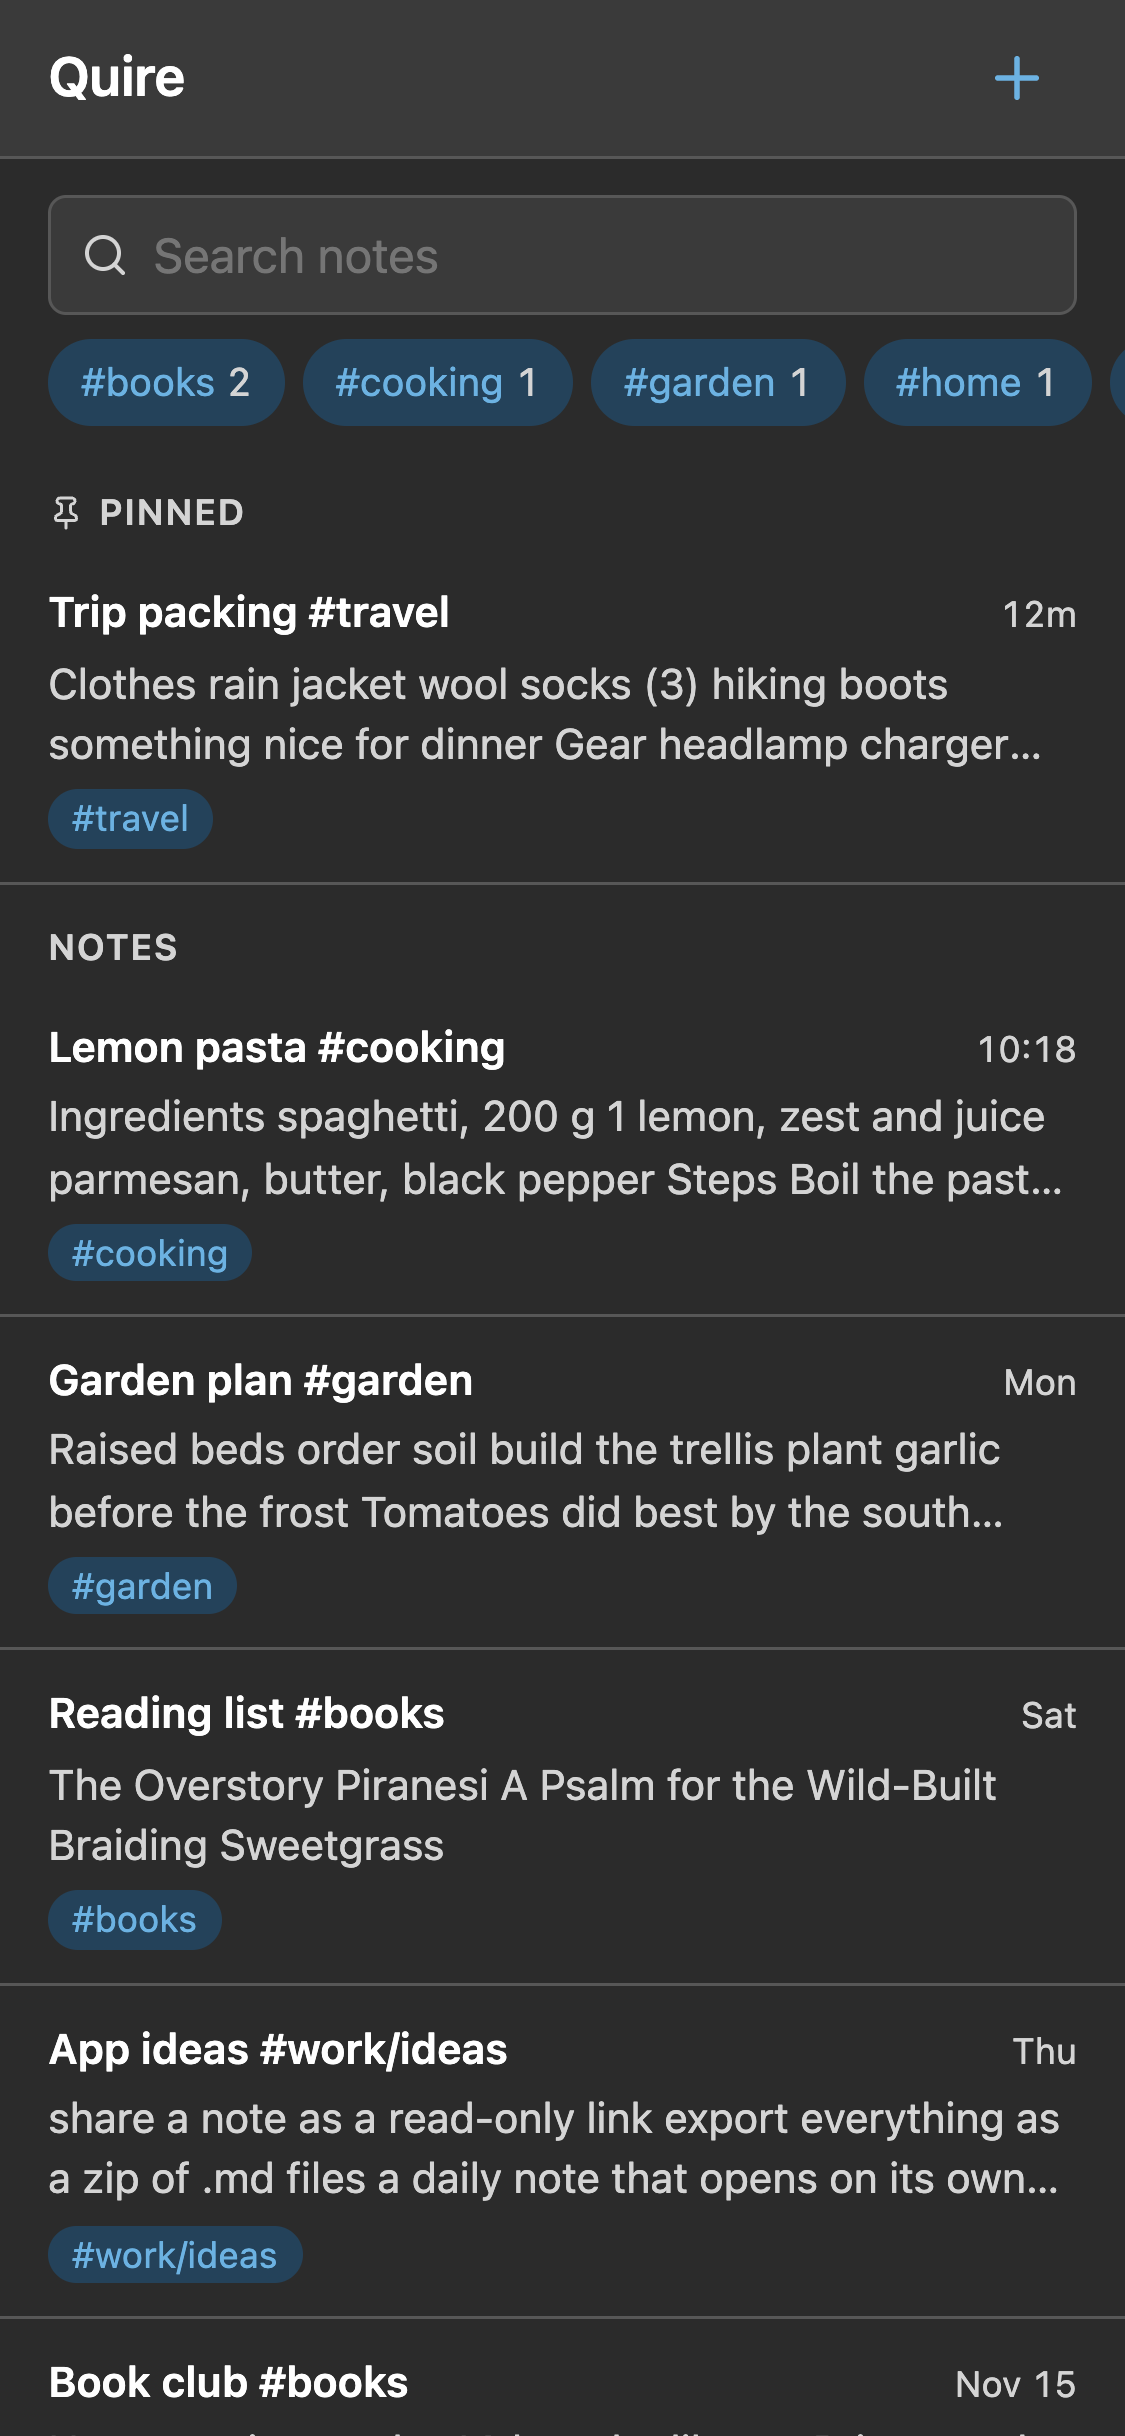 Quire
Search notes
#books 2 #cooking 1 #garden 1 #home 1
PINNED
Trip packing #travel 12m
Clothes rain jacket wool socks (3) hiking boots
something nice for dinner Gear headlamp charger...
#travel
NOTES
Lemon pasta #cooking 10:18
Ingredients spaghetti, 200 g 1 lemon, zest and juice
parmesan, butter, black pepper Steps Boil the past...
#cooking
Garden plan #garden Mon
Raised beds order soil build the trellis plant garlic
before the frost Tomatoes did best by the south...
#garden
Reading list #books Sat
The Overstory Piranesi A Psalm for the Wild-Built
Braiding Sweetgrass
#books
App ideas #work/ideas Thu
share a note as a read-only link export everything as
a zip of .md files a daily note that opens on its own...
#work/ideas
Book club #books Nov 15